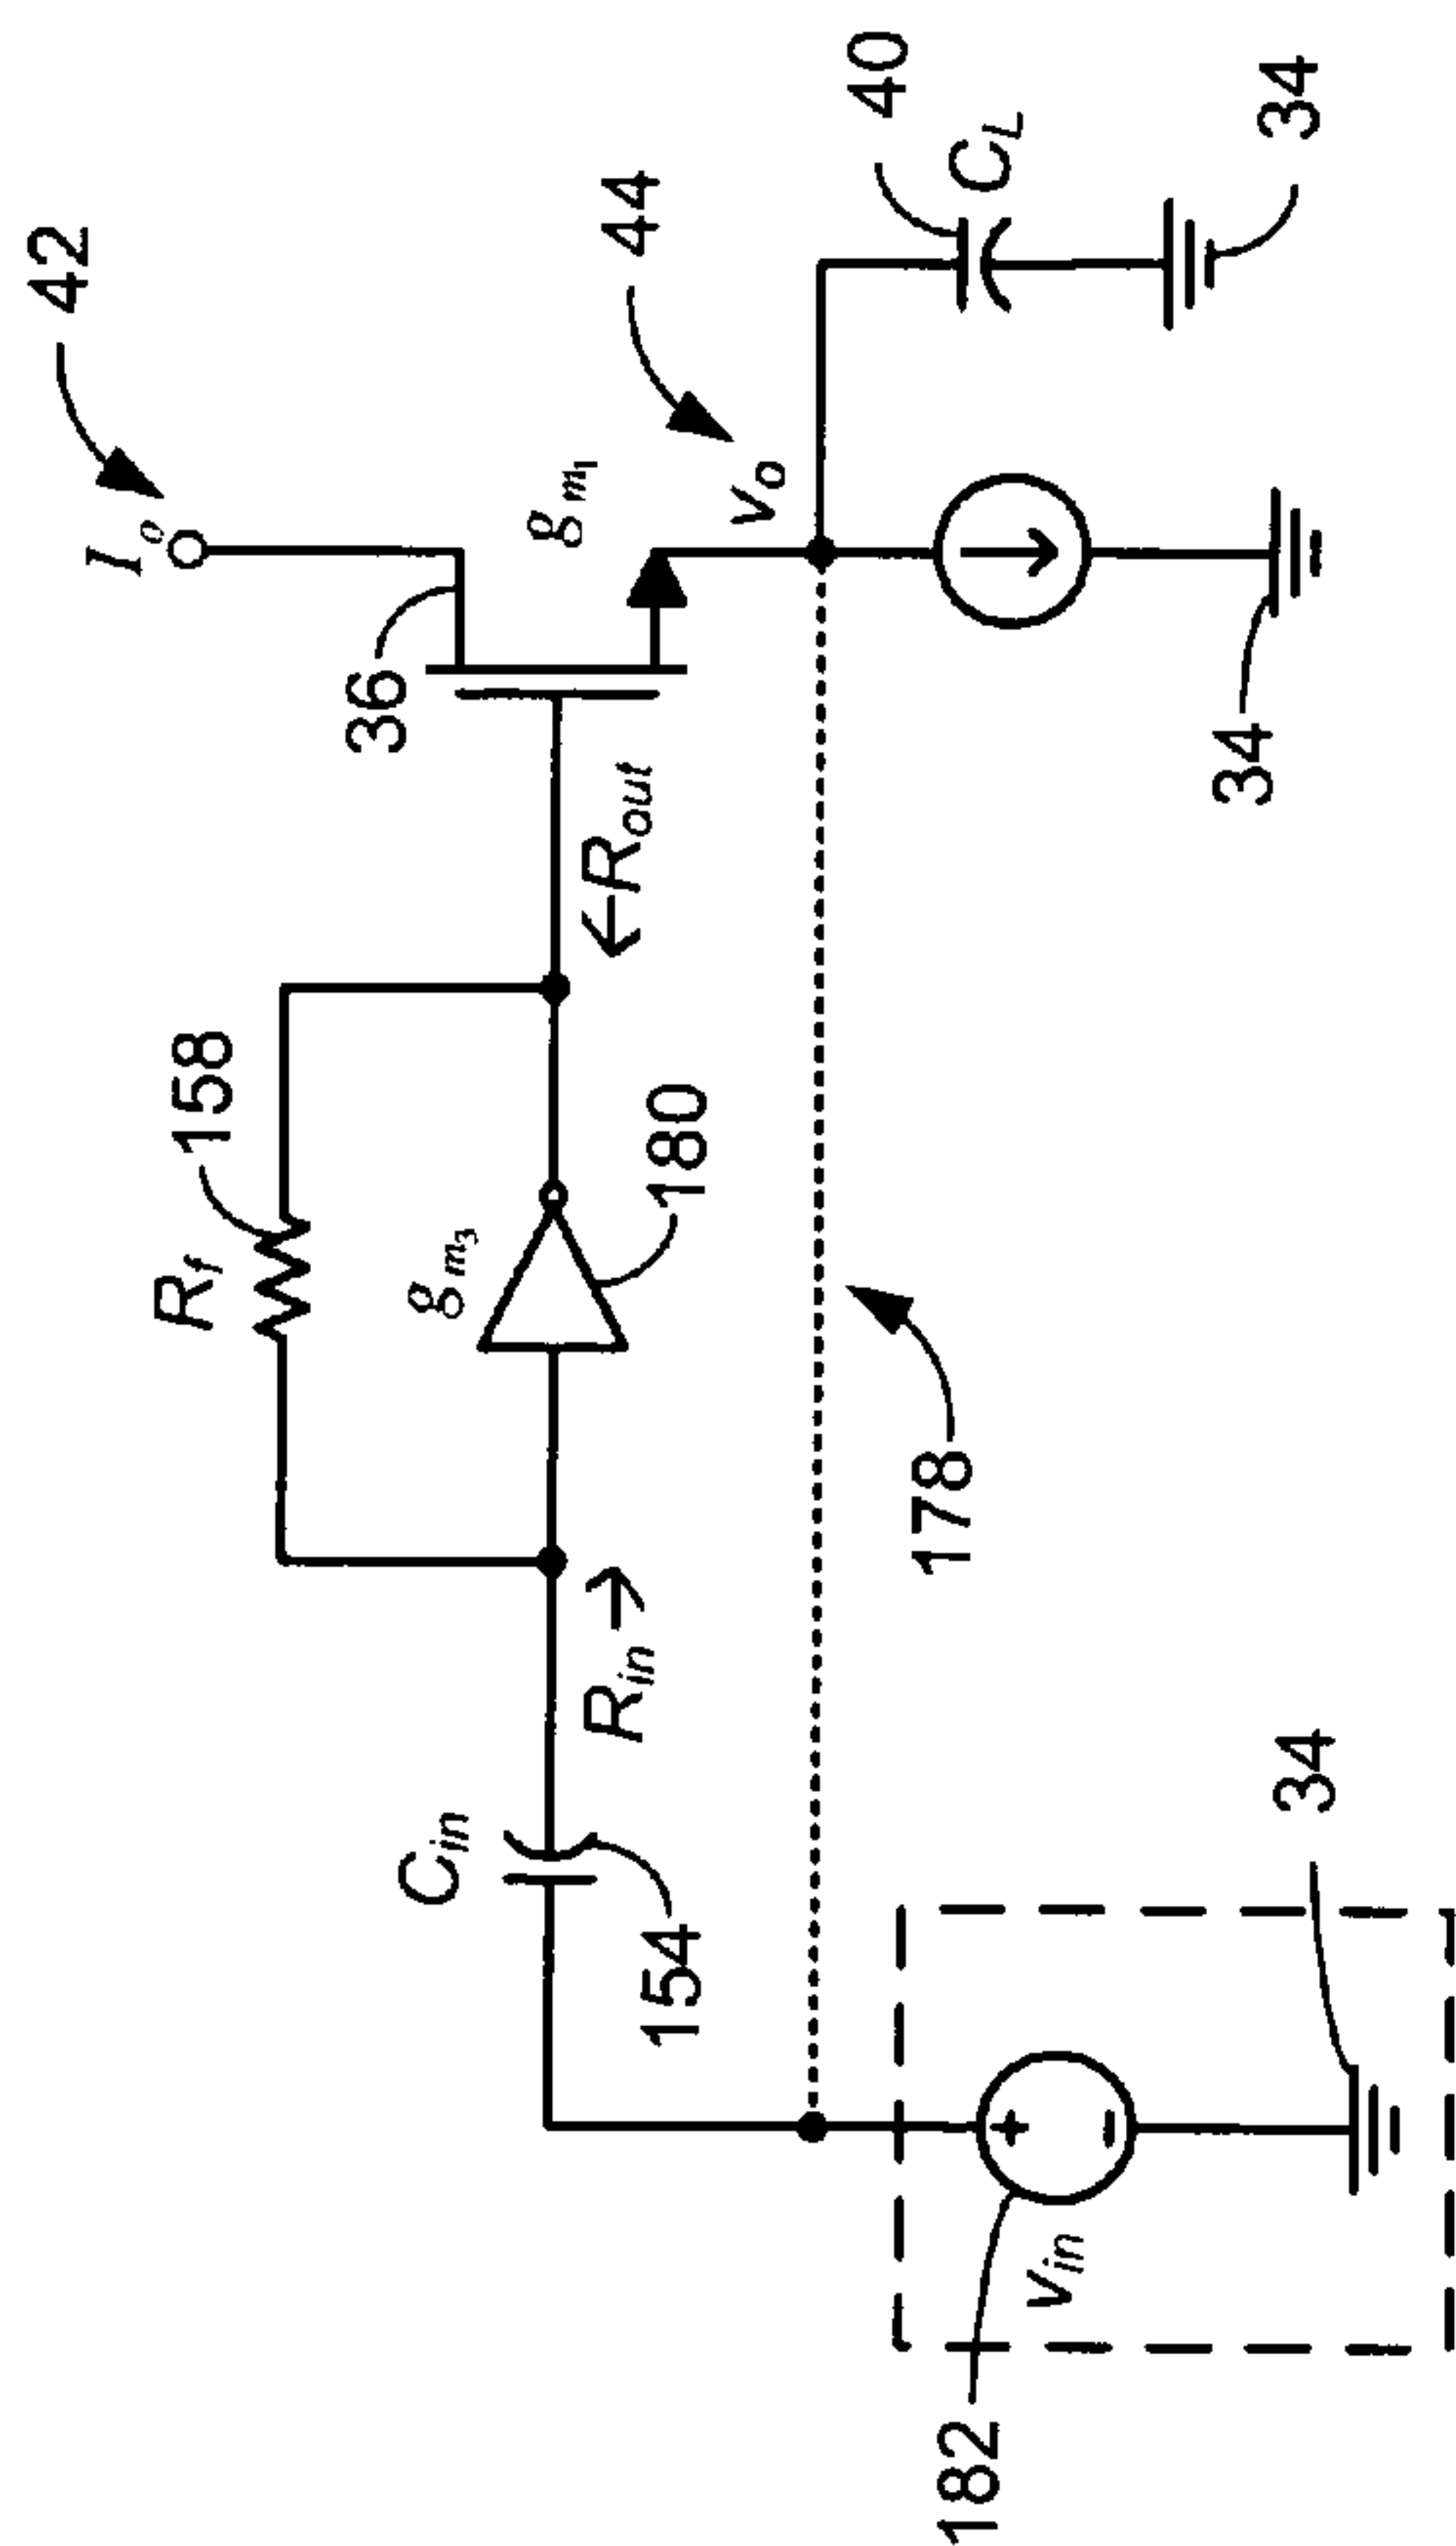 42
I_o
36
g_m1
44
v_o
40
C_L
34
34
R_f
158
g_m3
180
←R_out
C_in
154
R_in→
178
182
v_in
+
-
34